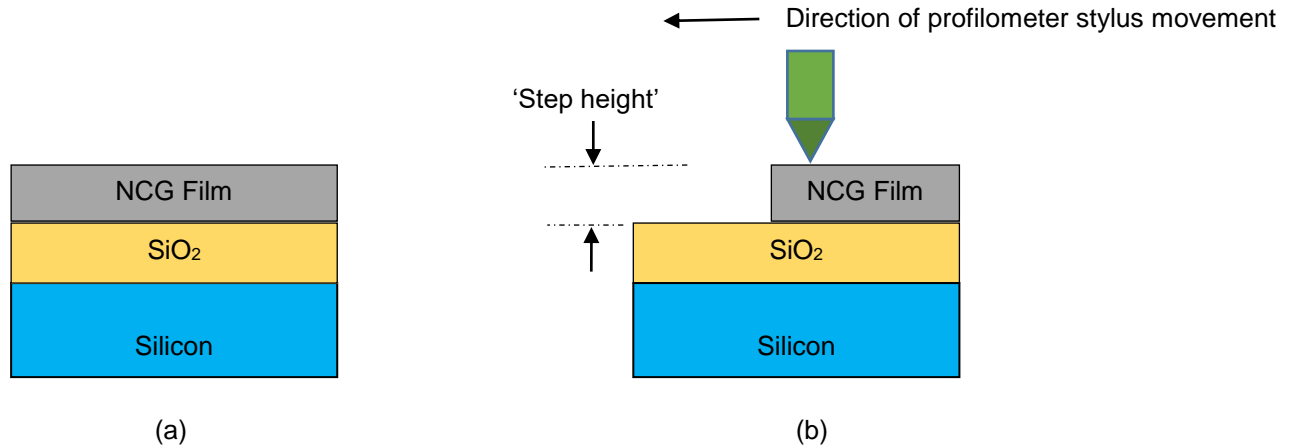 Direction of profilometer stylus movement
‘Step height’
NCG Film
SiO₂
Silicon
(a)
NCG Film
SiO₂
Silicon
(b)